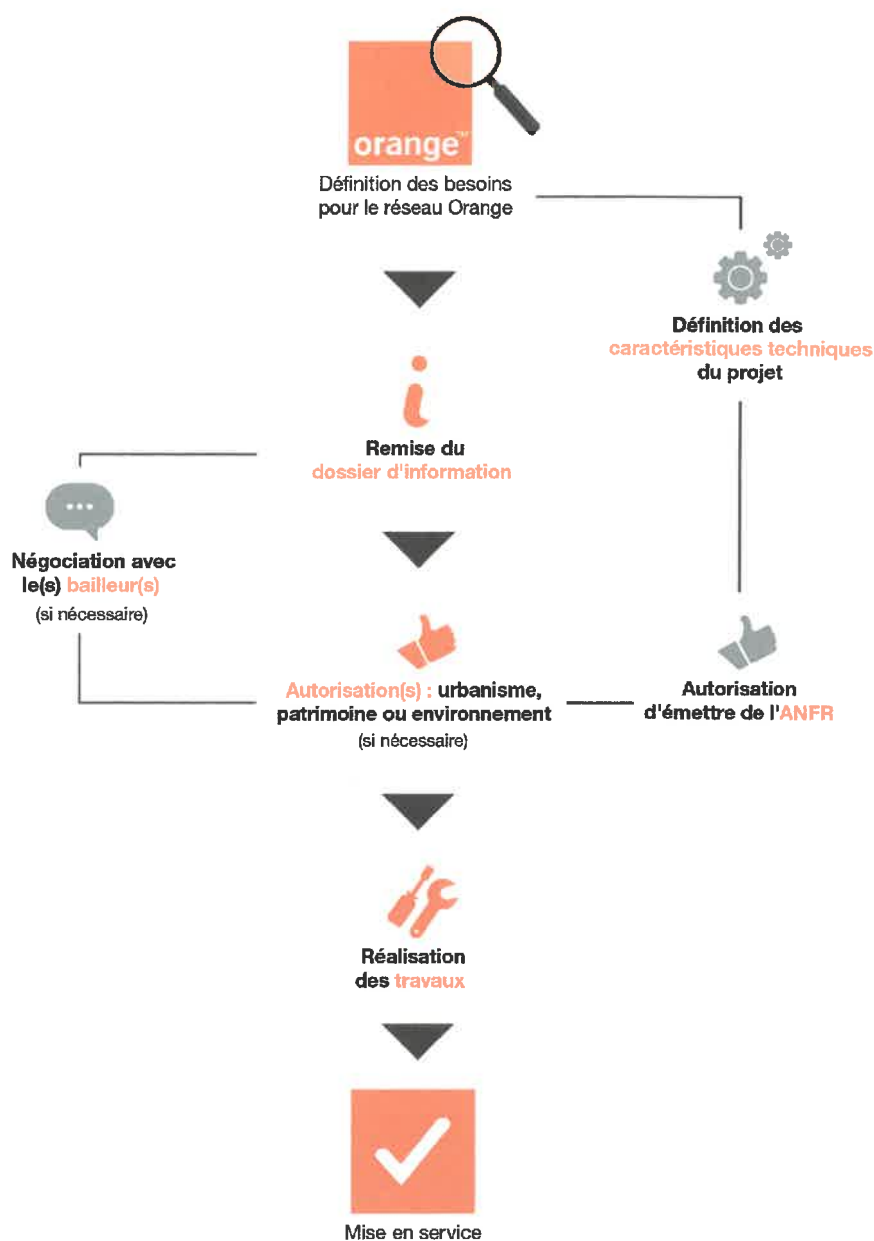 orange™
Définition des besoins
pour le réseau Orange
Définition des
caractéristiques techniques
du projet
Remise du
dossier d'information
Négociation avec
le(s) bailleur(s)
(si nécessaire)
Autorisation(s) : urbanisme,
patrimoine ou environnement
(si nécessaire)
Autorisation
d'émettre de l'ANFR
Réalisation
des travaux
Mise en service